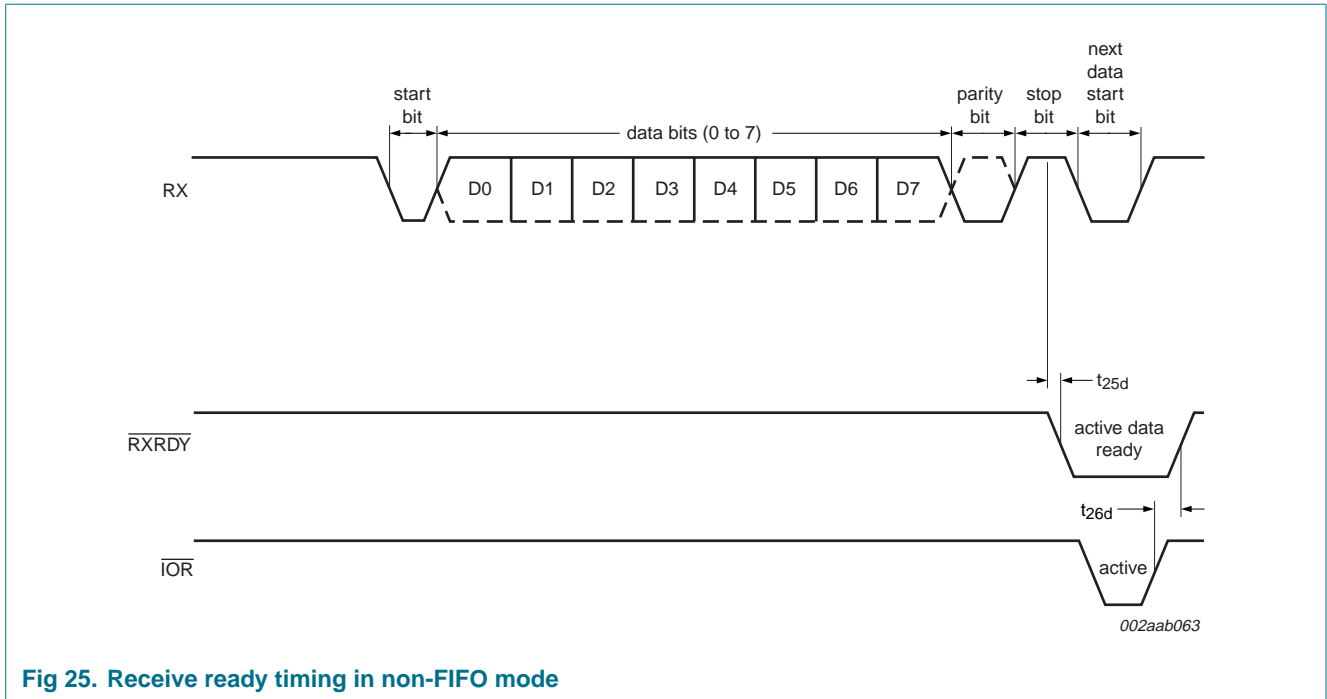 start
bit
data bits (0 to 7)
parity
bit
stop
bit
next
data
start
bit
RX
D0 D1 D2 D3 D4 D5 D6 D7
t25d
RXRDY
active data
ready
t26d
IOR
active
002aab063
Fig 25. Receive ready timing in non-FIFO mode